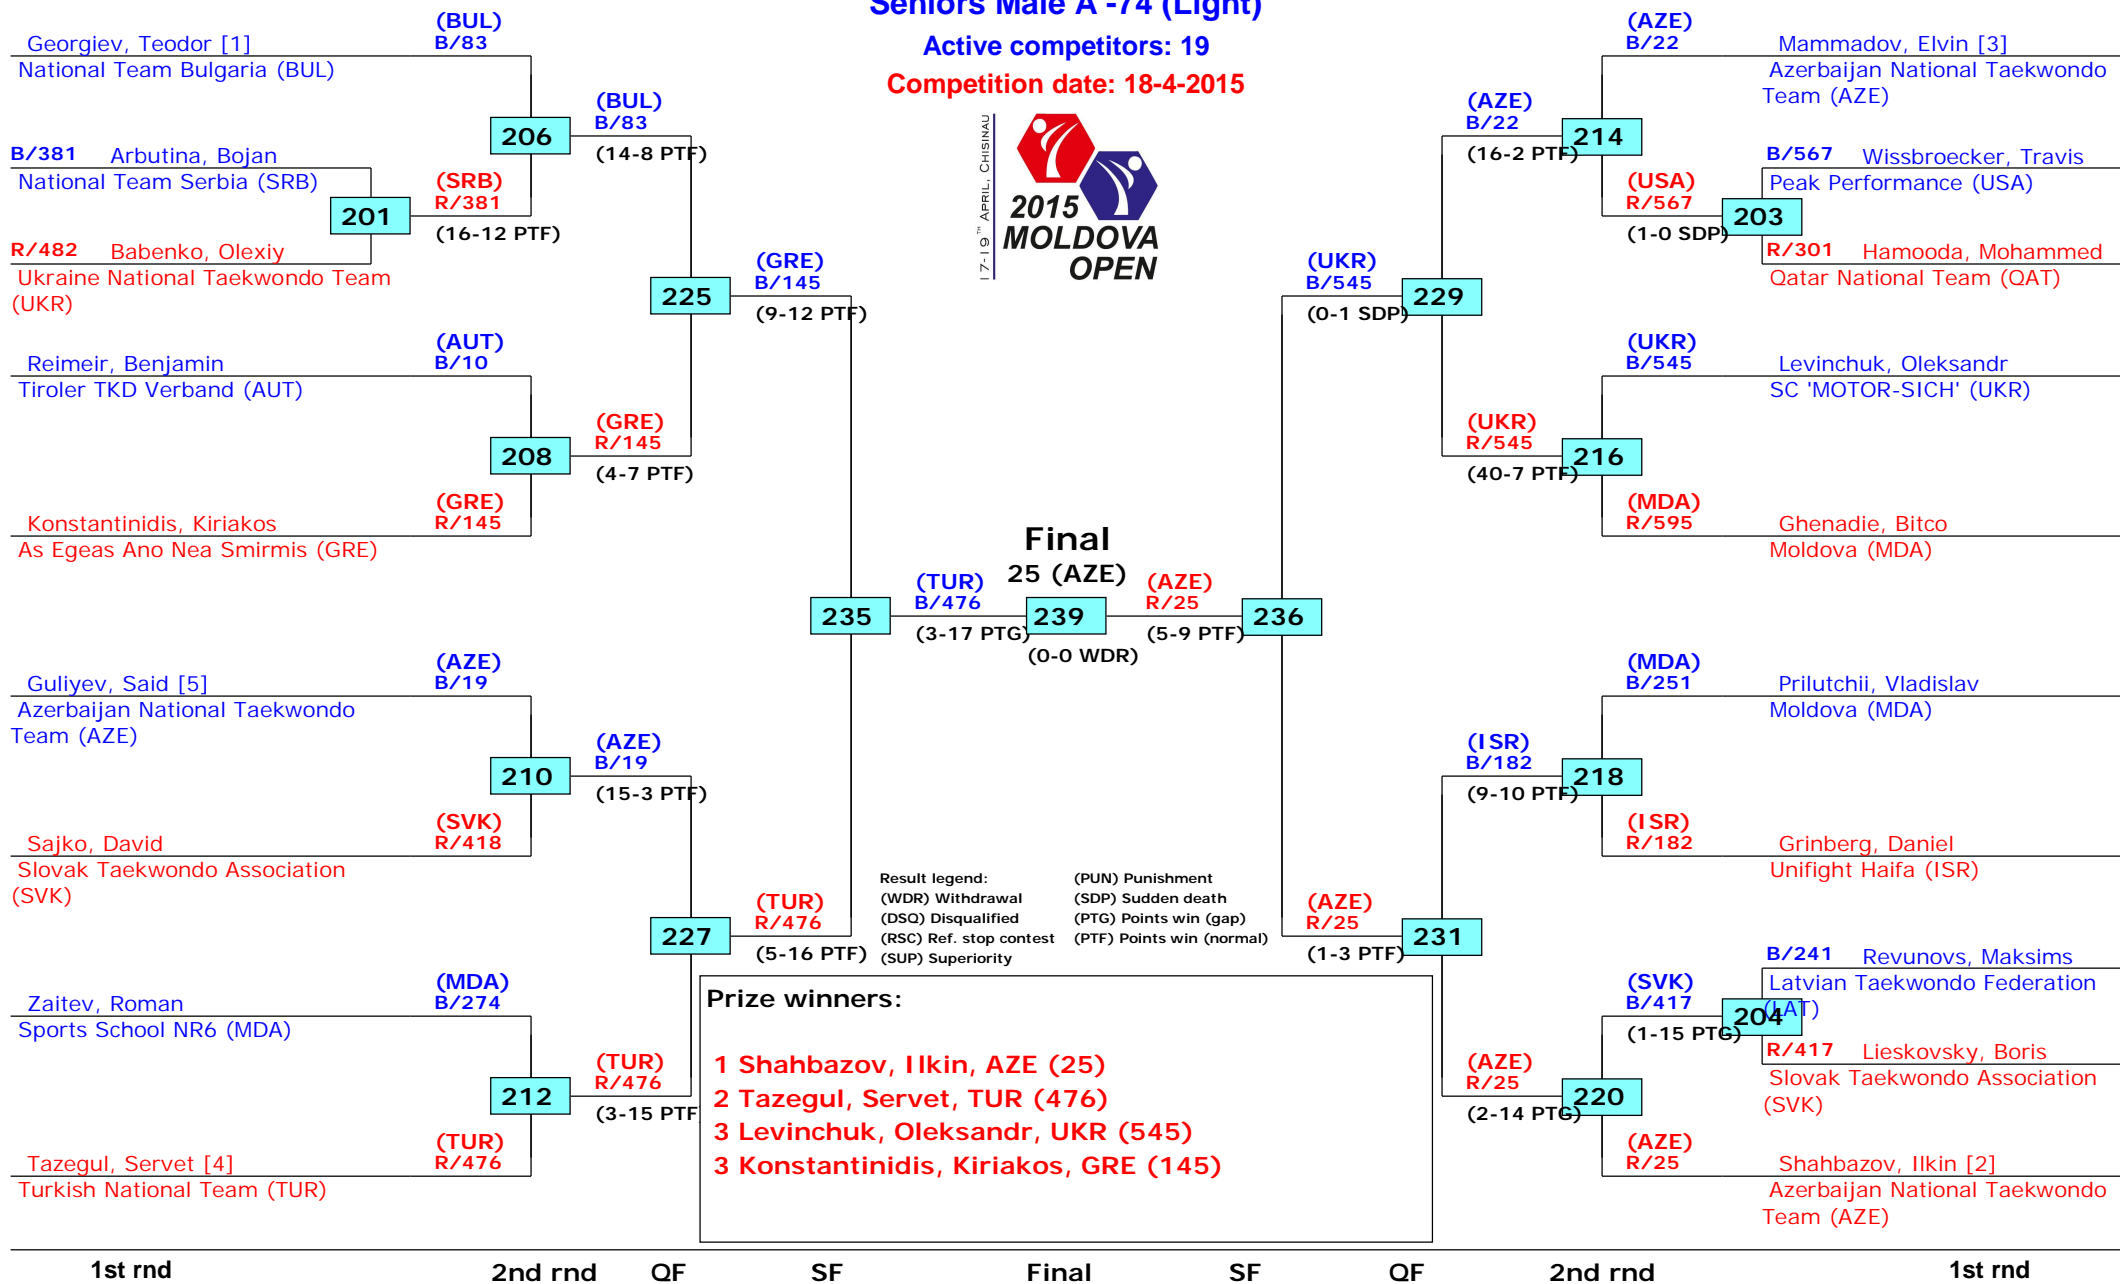 Seniors Male A -74 (Light)
Active competitors: 19
Competition date: 18-4-2015
17-19TH APRIL, CHISINAU
2015
MOLDOVA
OPEN
Georgiev, Teodor [1]
National Team Bulgaria (BUL)
(BUL)
B/83
B/381 Arbutina, Bojan
National Team Serbia (SRB)
201
R/482 Babenko, Olexiy
Ukraine National Taekwondo Team
(UKR)
(SRB)
R/381
(16-12 PTF)
206
(BUL)
B/83
(14-8 PTF)
Reimeir, Benjamin
Tiroler TKD Verband (AUT)
(AUT)
B/10
208
Konstantinidis, Kiriakos
As Egeas Ano Nea Smirmis (GRE)
(GRE)
R/145
(GRE)
R/145
(4-7 PTF)
225
(GRE)
B/145
(9-12 PTF)
Guliyev, Said [5]
Azerbaijan National Taekwondo
Team (AZE)
(AZE)
B/19
210
Sajko, David
Slovak Taekwondo Association
(SVK)
(SVK)
R/418
(AZE)
B/19
(15-3 PTF)
Zaitev, Roman
Sports School NR6 (MDA)
(MDA)
B/274
212
Tazegul, Servet [4]
Turkish National Team (TUR)
(TUR)
R/476
(TUR)
R/476
(3-15 PTF
227
(TUR)
R/476
(5-16 PTF)
235
(TUR)
B/476
(3-17 PTG)
Final
25 (AZE)
239
(0-0 WDR)
(AZE)
R/25
(5-9 PTF)
236
(UKR)
B/545
(0-1 SDP)
229
(AZE)
B/22
(16-2 PTF)
214
(AZE)
B/22
Mammadov, Elvin [3]
Azerbaijan National Taekwondo
Team (AZE)
B/567 Wissbroecker, Travis
Peak Performance (USA)
(USA)
R/567
(1-0 SDP)
203
R/301 Hamooda, Mohammed
Qatar National Team (QAT)
(UKR)
B/545
Levinchuk, Oleksandr
SC 'MOTOR-SICH' (UKR)
(UKR)
R/545
(40-7 PTF)
216
(MDA)
R/595
Ghenadie, Bitco
Moldova (MDA)
(MDA)
B/251
Prilutchii, Vladislav
Moldova (MDA)
(ISR)
B/182
(9-10 PTF)
218
(ISR)
R/182
Grinberg, Daniel
Unifight Haifa (ISR)
(AZE)
R/25
(1-3 PTF)
231
B/241 Revunovs, Maksims
Latvian Taekwondo Federation
(LAT)
(SVK)
B/417
(1-15 PTG)
204
R/417 Lieskovsky, Boris
Slovak Taekwondo Association
(SVK)
(AZE)
R/25
(2-14 PTG)
220
(AZE)
R/25
Shahbazov, Ilkin [2]
Azerbaijan National Taekwondo
Team (AZE)
Result legend:
(WDR) Withdrawal
(DSQ) Disqualified
(RSC) Ref. stop contest
(SUP) Superiority
(PUN) Punishment
(SDP) Sudden death
(PTG) Points win (gap)
(PTF) Points win (normal)
Prize winners:
1 Shahbazov, Ilkin, AZE (25)
2 Tazegul, Servet, TUR (476)
3 Levinchuk, Oleksandr, UKR (545)
3 Konstantinidis, Kiriakos, GRE (145)
1st rnd 2nd rnd QF SF Final SF QF 2nd rnd 1st rnd